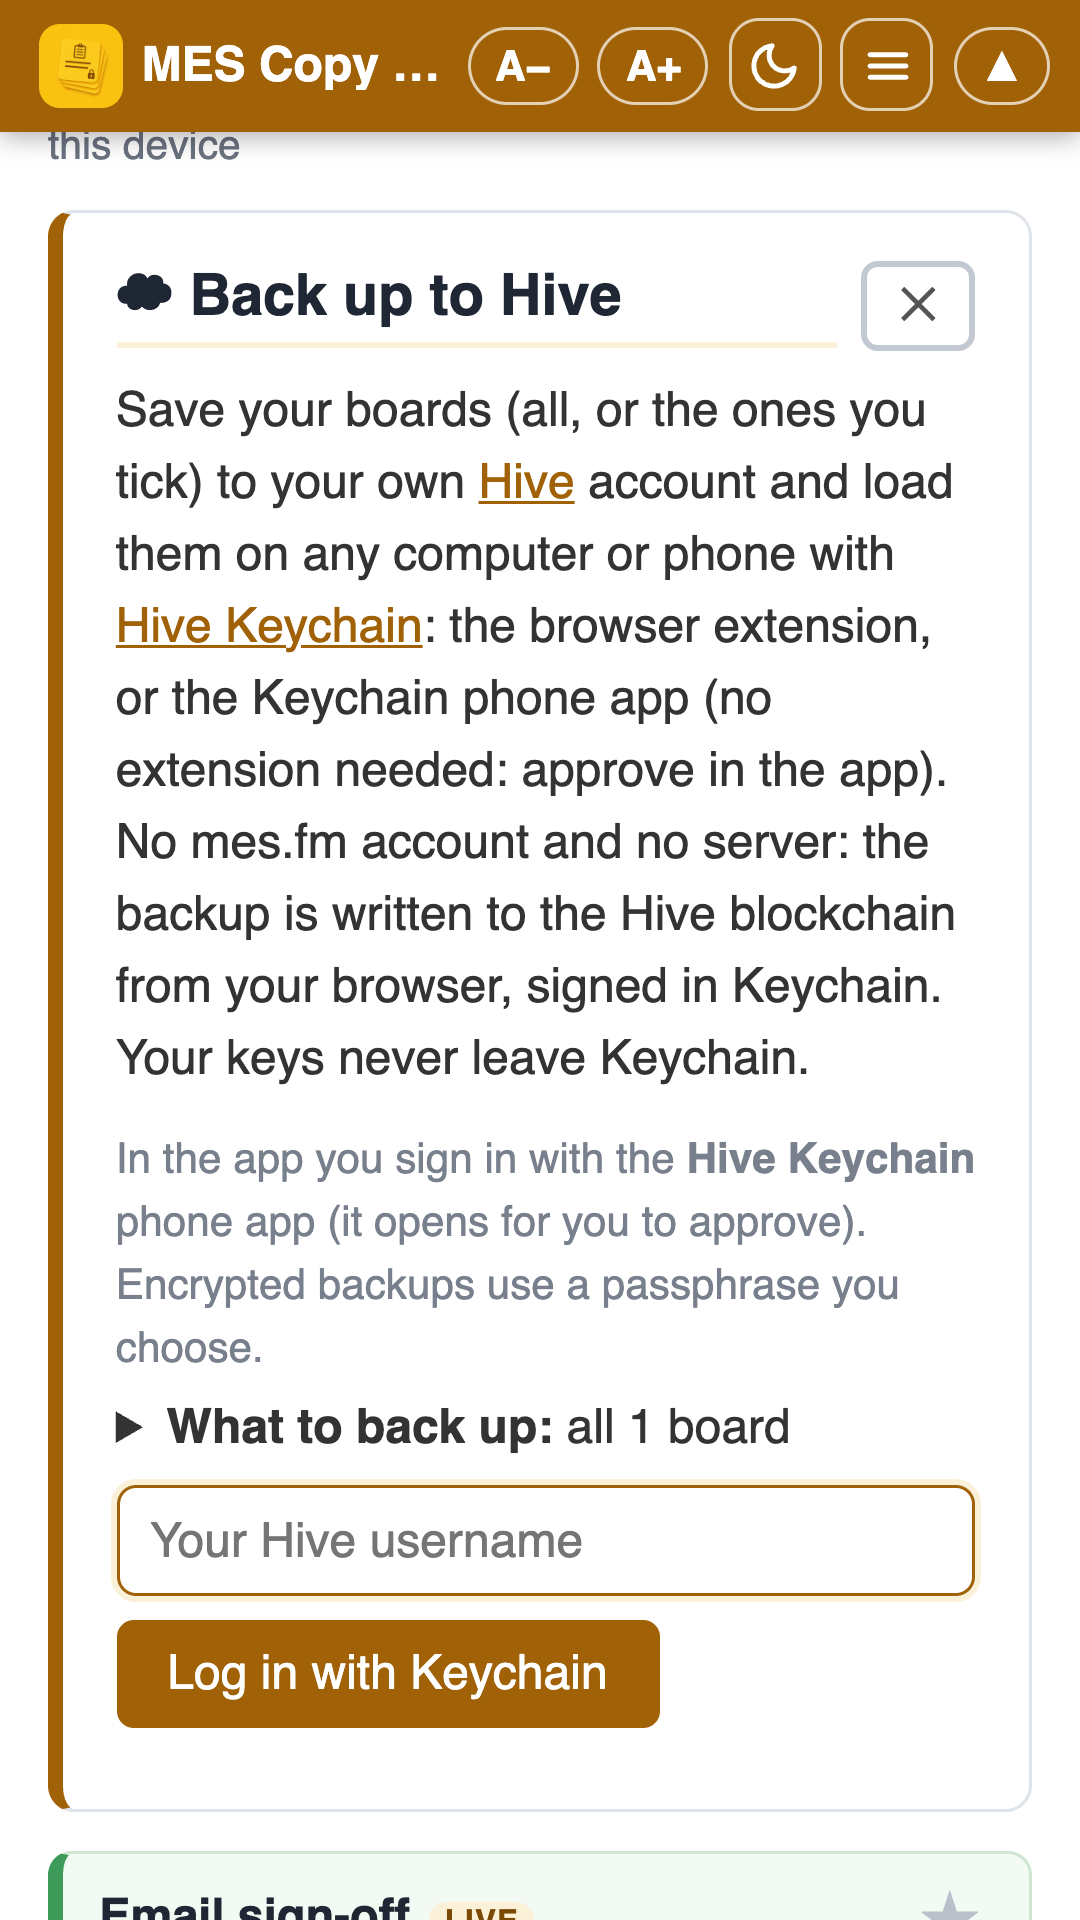 MES Copy ...
A− A+ ▲
this device
Back up to Hive
Save your boards (all, or the ones you
tick) to your own Hive account and load
them on any computer or phone with
Hive Keychain: the browser extension,
or the Keychain phone app (no
extension needed: approve in the app).
No mes.fm account and no server: the
backup is written to the Hive blockchain
from your browser, signed in Keychain.
Your keys never leave Keychain.
In the app you sign in with the Hive Keychain
phone app (it opens for you to approve).
Encrypted backups use a passphrase you
choose.
▶ What to back up: all 1 board
Your Hive username
Log in with Keychain
Email sign-off LIVE